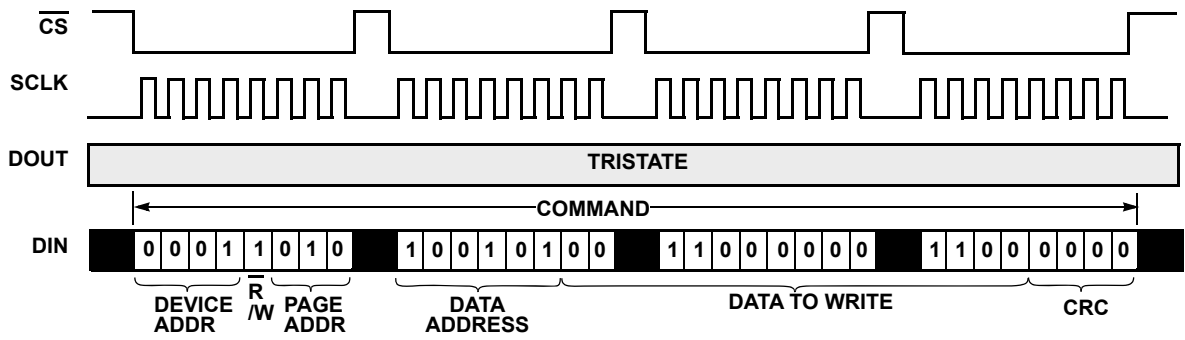 CS
SCLK
DOUT
TRISTATE
COMMAND
DIN
0 0 0 1 1 0 1 0 1 0 0 1 0 1 0 0 1 1 0 0 0 0 0 0 1 1 0 0 0 0 0 0
DEVICE
ADDR
R
/W
PAGE
ADDR
DATA
ADDRESS
DATA TO WRITE
CRC